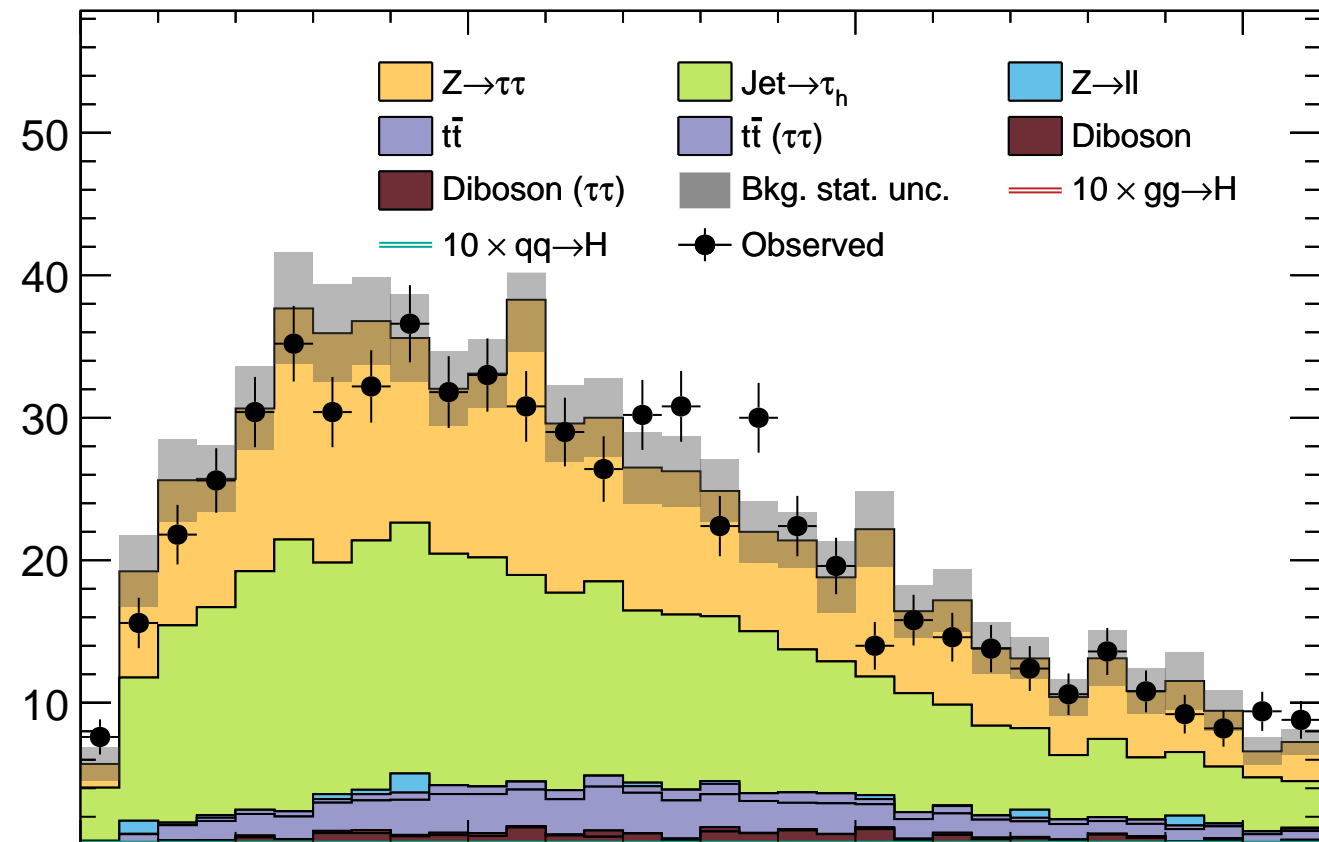 Z→ττ Jet→τₕ Z→ll
50 tt̄ tt̄ (ττ) Diboson
Diboson (ττ) Bkg. stat. unc. 10 × gg→H
10 × qq→H Observed
40
30
20
10